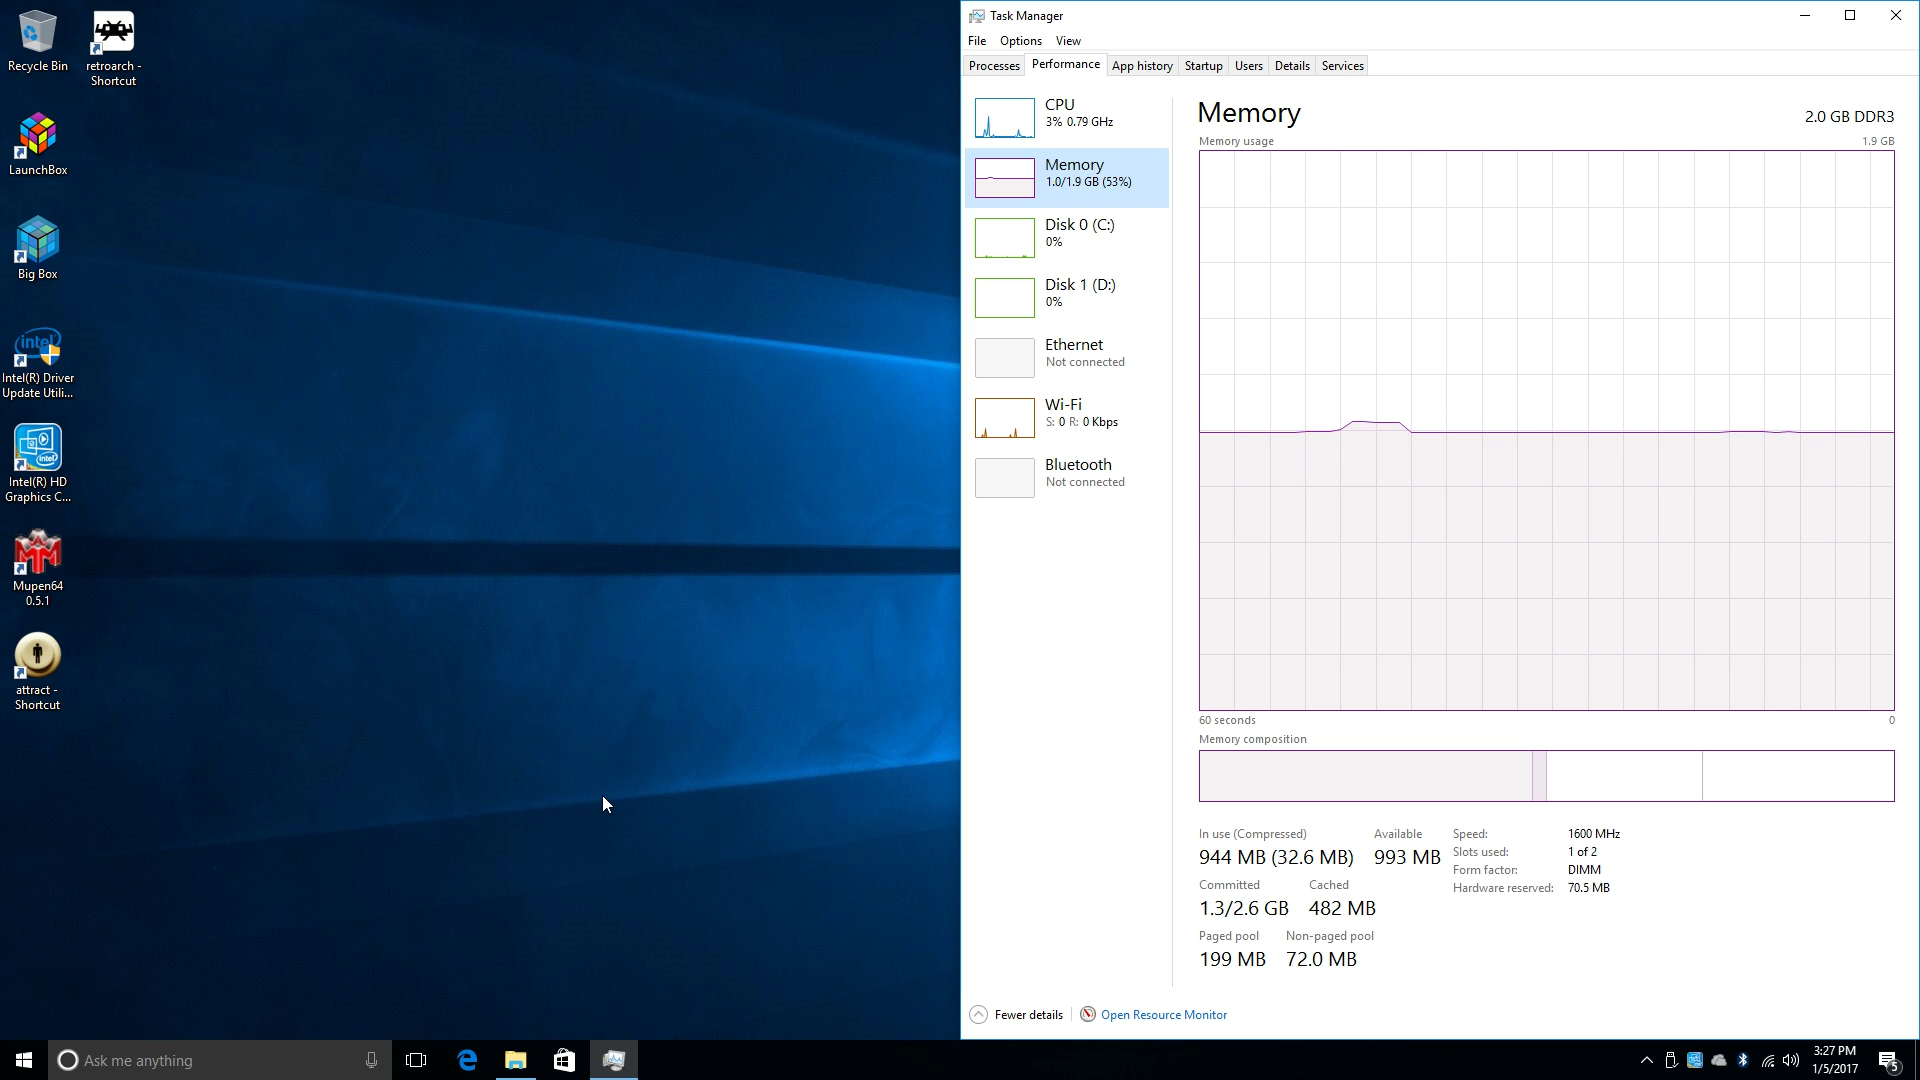 Recycle Bin
retroarch -
Shortcut
LaunchBox
Big Box
intel
Intel(R) Driver
Update Utili...
intel
Intel(R) HD
Graphics C...
Mupen64
0.5.1
attract -
Shortcut
Task Manager
File Options View
Processes Performance App history Startup Users Details Services
CPU
3% 0.79 GHz
Memory
1.0/1.9 GB (53%)
Disk 0 (C:)
0%
Disk 1 (D:)
0%
Ethernet
Not connected
Wi-Fi
S: 0 R: 0 Kbps
Bluetooth
Not connected
Memory 2.0 GB DDR3
Memory usage 1.9 GB
60 seconds 0
Memory composition
In use (Compressed) Available
944 MB (32.6 MB) 993 MB
Committed Cached
1.3/2.6 GB 482 MB
Paged pool Non-paged pool
199 MB 72.0 MB
Speed: 1600 MHz
Slots used: 1 of 2
Form factor: DIMM
Hardware reserved: 70.5 MB
Fewer details Open Resource Monitor
Ask me anything
3:27 PM
1/5/2017
5